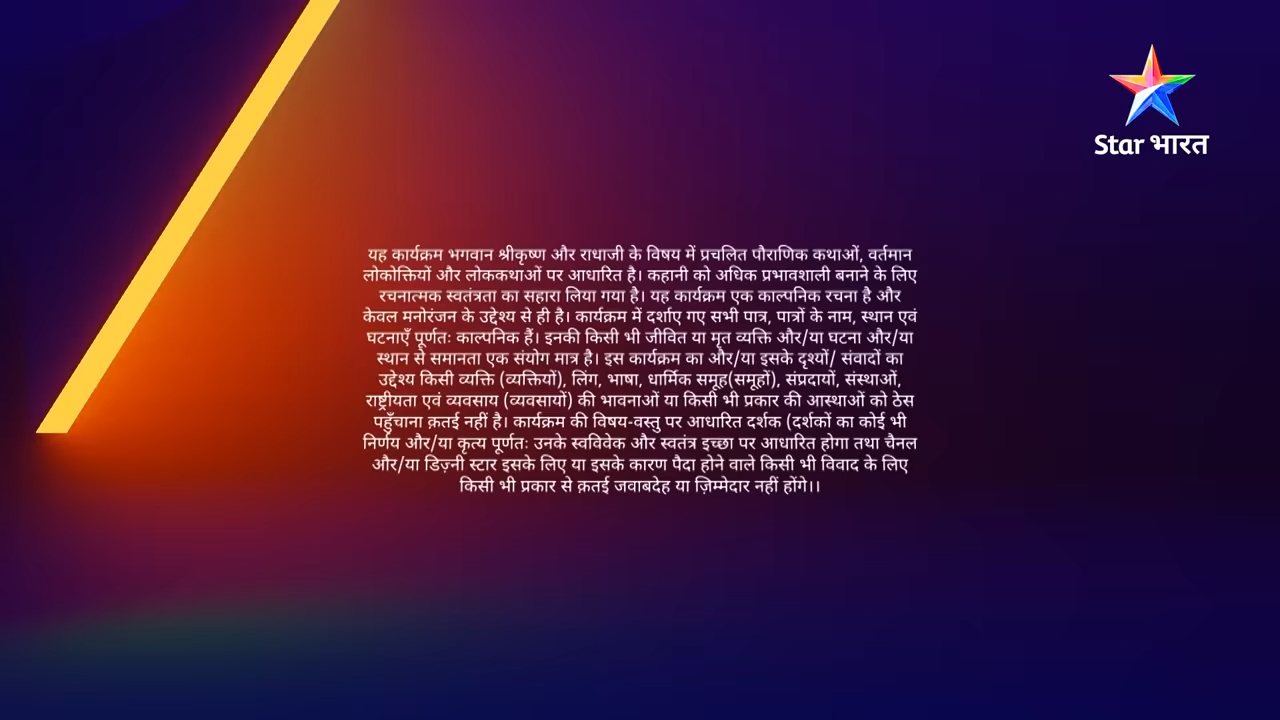 Star भारत
यह कार्यक्रम भगवान श्रीकृष्ण और राधाजी के विषय में प्रचलित पौराणिक कथाओं, वर्तमान
लोकोक्तियों और लोककथाओं पर आधारित है। कहानी को अधिक प्रभावशाली बनाने के लिए
रचनात्मक स्वतंत्रता का सहारा लिया गया है। यह कार्यक्रम एक काल्पनिक रचना है और
केवल मनोरंजन के उद्देश्य से ही है। कार्यक्रम में दर्शाए गए सभी पात्र, पात्रों के नाम, स्थान एवं
घटनाएँ पूर्णतः काल्पनिक हैं। इनकी किसी भी जीवित या मृत व्यक्ति और/या घटना और/या
स्थान से समानता एक संयोग मात्र है। इस कार्यक्रम का और/या इसके दृश्यों/ संवादों का
उद्देश्य किसी व्यक्ति (व्यक्तियों), लिंग, भाषा, धार्मिक समूह(समूहों), संप्रदायों, संस्थाओं,
राष्ट्रीयता एवं व्यवसाय (व्यवसायों) की भावनाओं या किसी भी प्रकार की आस्थाओं को ठेस
पहुँचाना क़तई नहीं है। कार्यक्रम की विषय-वस्तु पर आधारित दर्शक (दर्शकों का कोई भी
निर्णय और/या कृत्य पूर्णतः उनके स्वविवेक और स्वतंत्र इच्छा पर आधारित होगा तथा चैनल
और/या डिज़्नी स्टार इसके लिए या इसके कारण पैदा होने वाले किसी भी विवाद के लिए
किसी भी प्रकार से क़तई जवाबदेह या ज़िम्मेदार नहीं होंगे।।